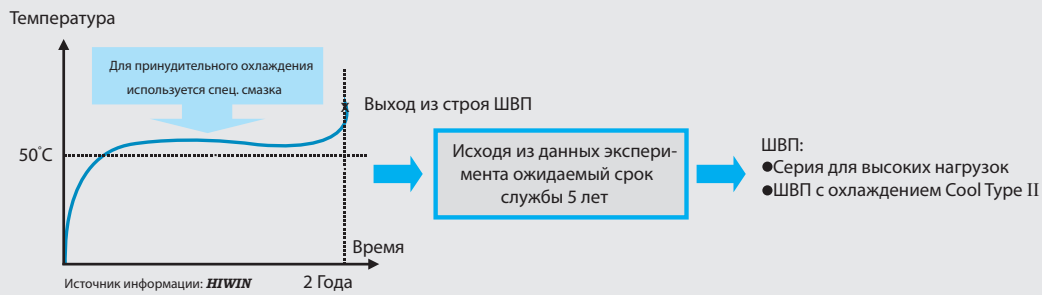 Температура
Для принудительного охлаждения
используется спец. смазка
Выход из строя ШВП
50°C
Исходя из данных экспери-
мента ожидаемый срок
службы 5 лет
ШВП:
●Серия для высоких нагрузок
●ШВП с охлаждением Cool Type II
Время
Источник информации: HIWIN
2 Года